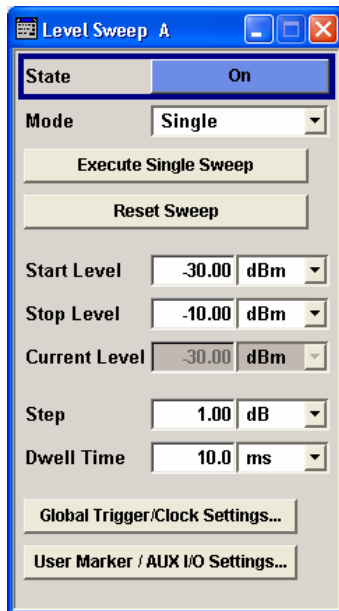 Level Sweep A
State On
Mode Single
Execute Single Sweep
Reset Sweep
Start Level -30.00 dBm
Stop Level -10.00 dBm
Current Level -30.00 dBm
Step 1.00 dB
Dwell Time 10.0 ms
Global Trigger/Clock Settings...
User Marker / AUX I/O Settings...